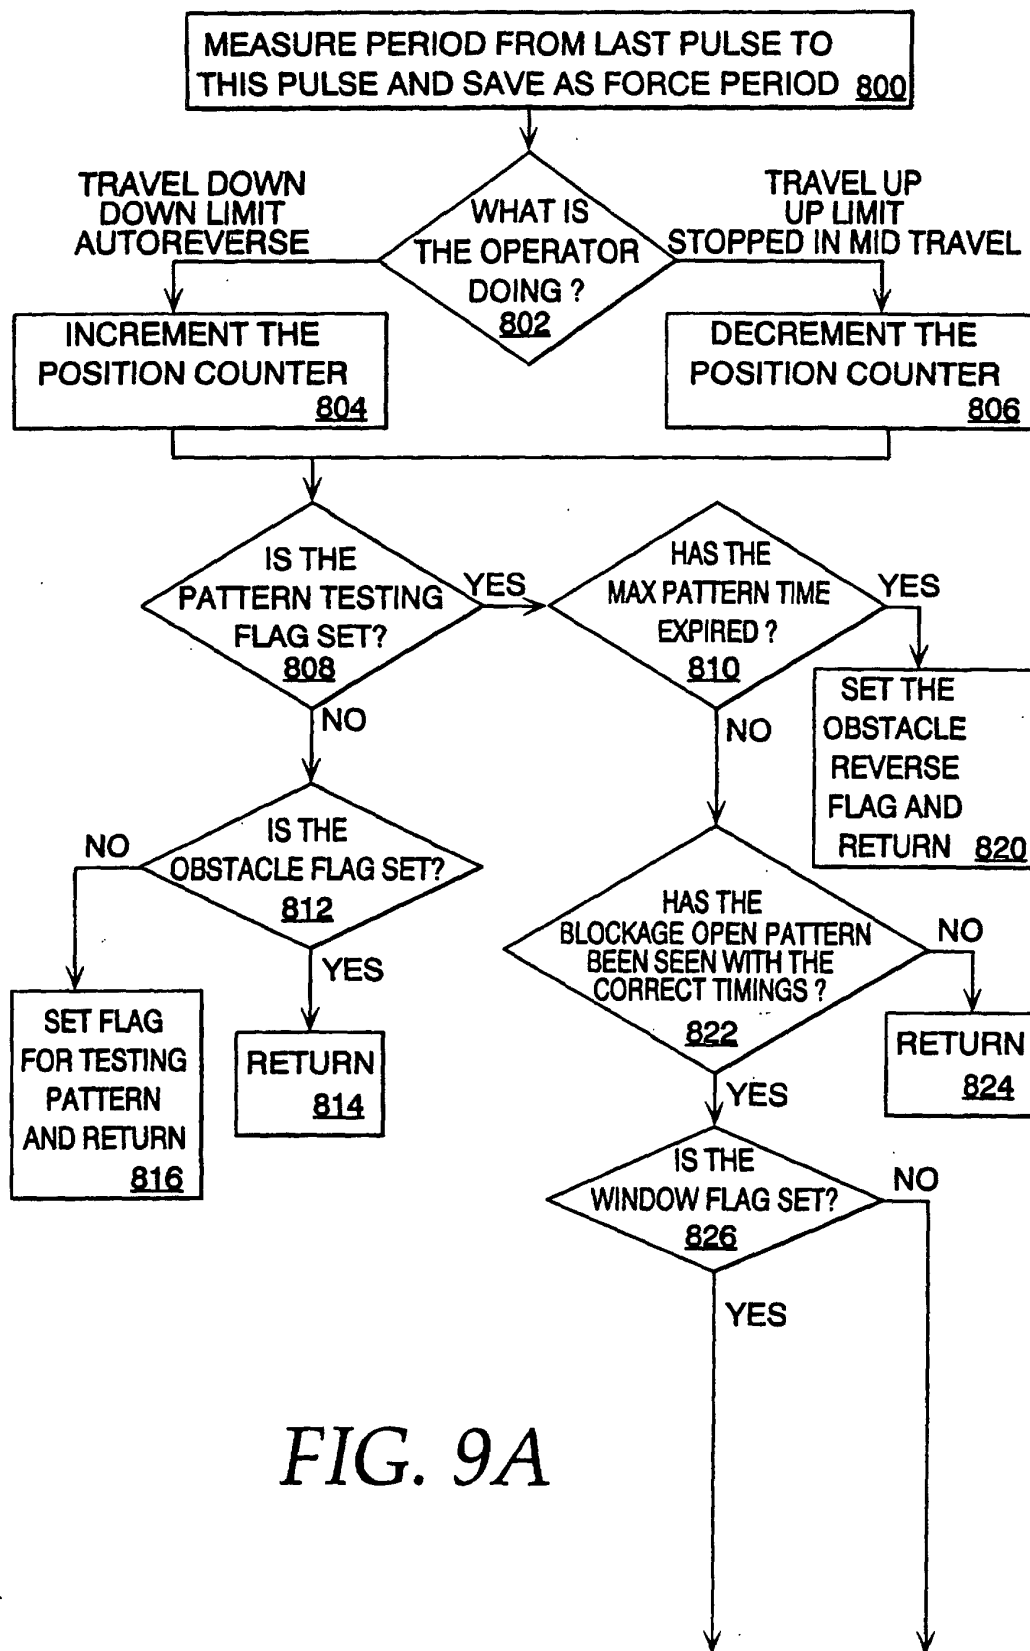 MEASURE PERIOD FROM LAST PULSE TO
THIS PULSE AND SAVE AS FORCE PERIOD 800
TRAVEL DOWN
DOWN LIMIT
AUTOREVERSE
WHAT IS
THE OPERATOR
DOING ?
802
TRAVEL UP
UP LIMIT
STOPPED IN MID TRAVEL
INCREMENT THE
POSITION COUNTER
804
DECREMENT THE
POSITION COUNTER
806
IS THE
PATTERN TESTING
FLAG SET?
808
YES
NO
HAS THE
MAX PATTERN TIME
EXPIRED ?
810
YES
NO
SET THE
OBSTACLE
REVERSE
FLAG AND
RETURN 820
IS THE
OBSTACLE FLAG SET?
812
NO
YES
SET FLAG
FOR TESTING
PATTERN
AND RETURN
816
RETURN
814
HAS THE
BLOCKAGE OPEN PATTERN
BEEN SEEN WITH THE
CORRECT TIMINGS ?
822
NO
YES
RETURN
824
IS THE
WINDOW FLAG SET?
826
NO
YES
FIG. 9A